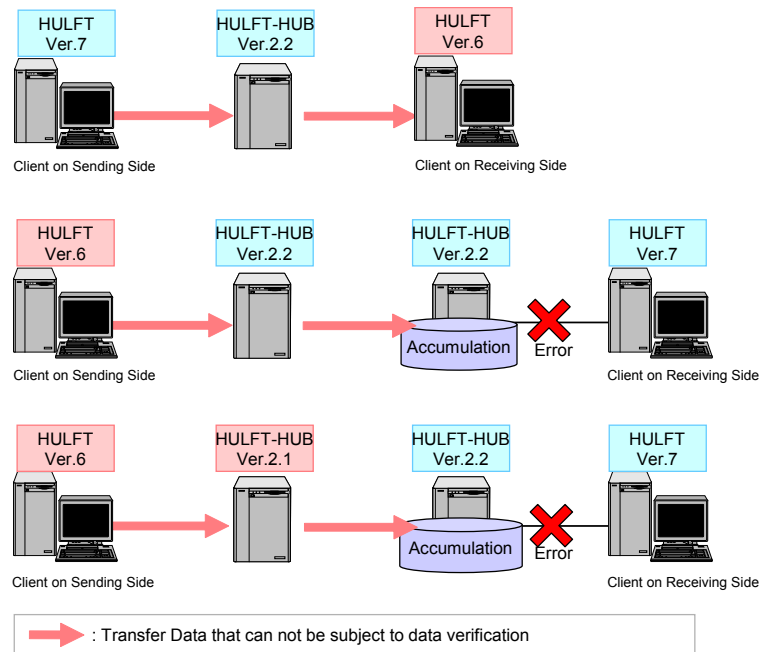 HULFT
Ver.7
HULFT-HUB
Ver.2.2
HULFT
Ver.6
Client on Sending Side
Client on Receiving Side
HULFT
Ver.6
HULFT-HUB
Ver.2.2
HULFT-HUB
Ver.2.2
HULFT
Ver.7
Accumulation
Error
Client on Sending Side
Client on Receiving Side
HULFT
Ver.6
HULFT-HUB
Ver.2.1
HULFT-HUB
Ver.2.2
HULFT
Ver.7
Accumulation
Error
Client on Sending Side
Client on Receiving Side
: Transfer Data that can not be subject to data verification